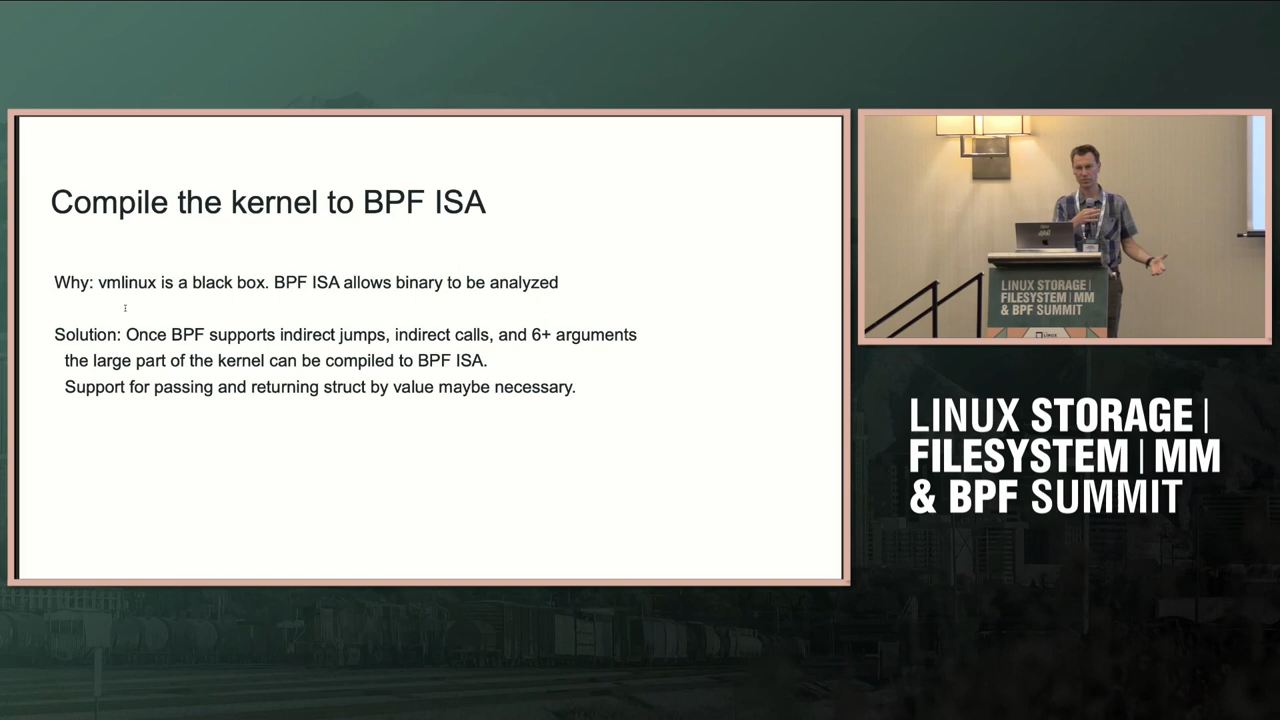 Compile the kernel to BPF ISA
Why: vmlinux is a black box. BPF ISA allows binary to be analyzed
Solution: Once BPF supports indirect jumps, indirect calls, and 6+ arguments
the large part of the kernel can be compiled to BPF ISA.
Support for passing and returning struct by value maybe necessary.
LINUX STORAGE |
FILESYSTEM | MM
& BPF SUMMIT
LINUX STORAGE |
FILESYSTEM | MM
& BPF SUMMIT